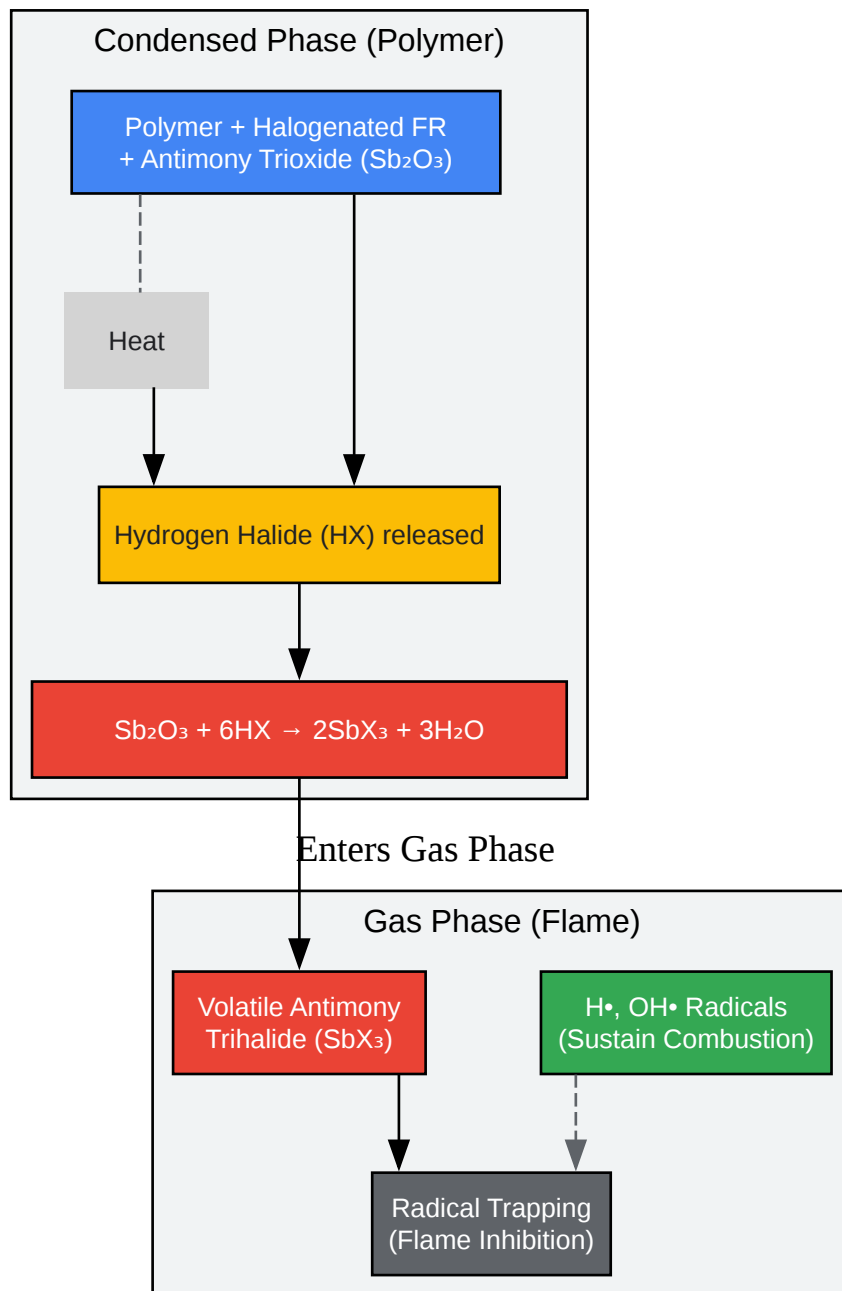 Condensed Phase (Polymer)
Polymer + Halogenated FR
+ Antimony Trioxide (Sb₂O₃)
Heat
Hydrogen Halide (HX) released
Sb₂O₃ + 6HX → 2SbX₃ + 3H₂O
Enters Gas Phase
Gas Phase (Flame)
Volatile Antimony
Trihalide (SbX₃)
H•, OH• Radicals
(Sustain Combustion)
Radical Trapping
(Flame Inhibition)